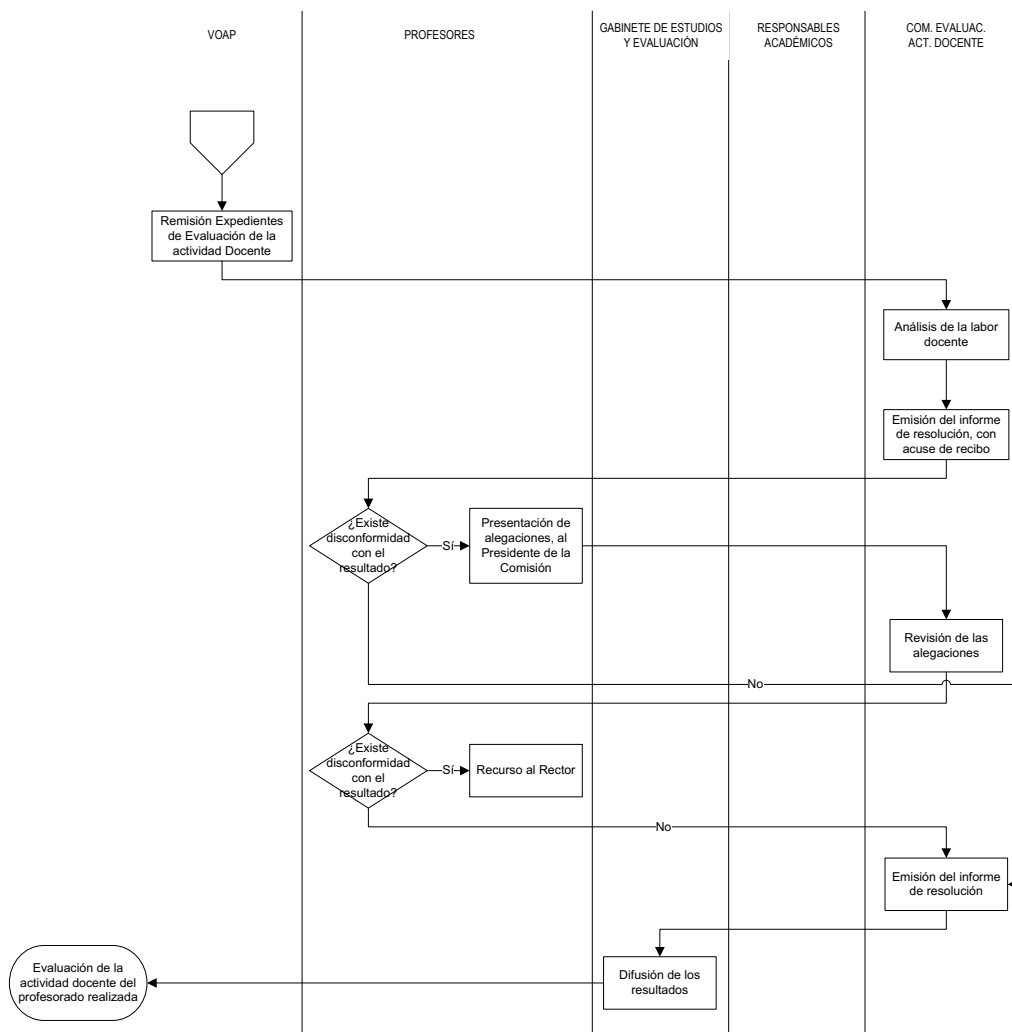 VOAP
PROFESORES
GABINETE DE ESTUDIOS
Y EVALUACIÓN
RESPONSABLES
ACADÉMICOS
COM. EVALUAC.
ACT. DOCENTE
Remisión Expedientes
de Evaluación de la
actividad Docente
Análisis de la labor
docente
Emisión del informe
de resolución, con
acuse de recibo
¿Existe
disconformidad
con el
resultado?
Sí
Presentación de
alegaciones, al
Presidente de la
Comisión
Revisión de las
alegaciones
No
¿Existe
disconformidad
con el
resultado?
Sí
Recurso al Rector
No
Emisión del informe
de resolución
Difusión de los
resultados
Evaluación de la
actividad docente del
profesorado realizada